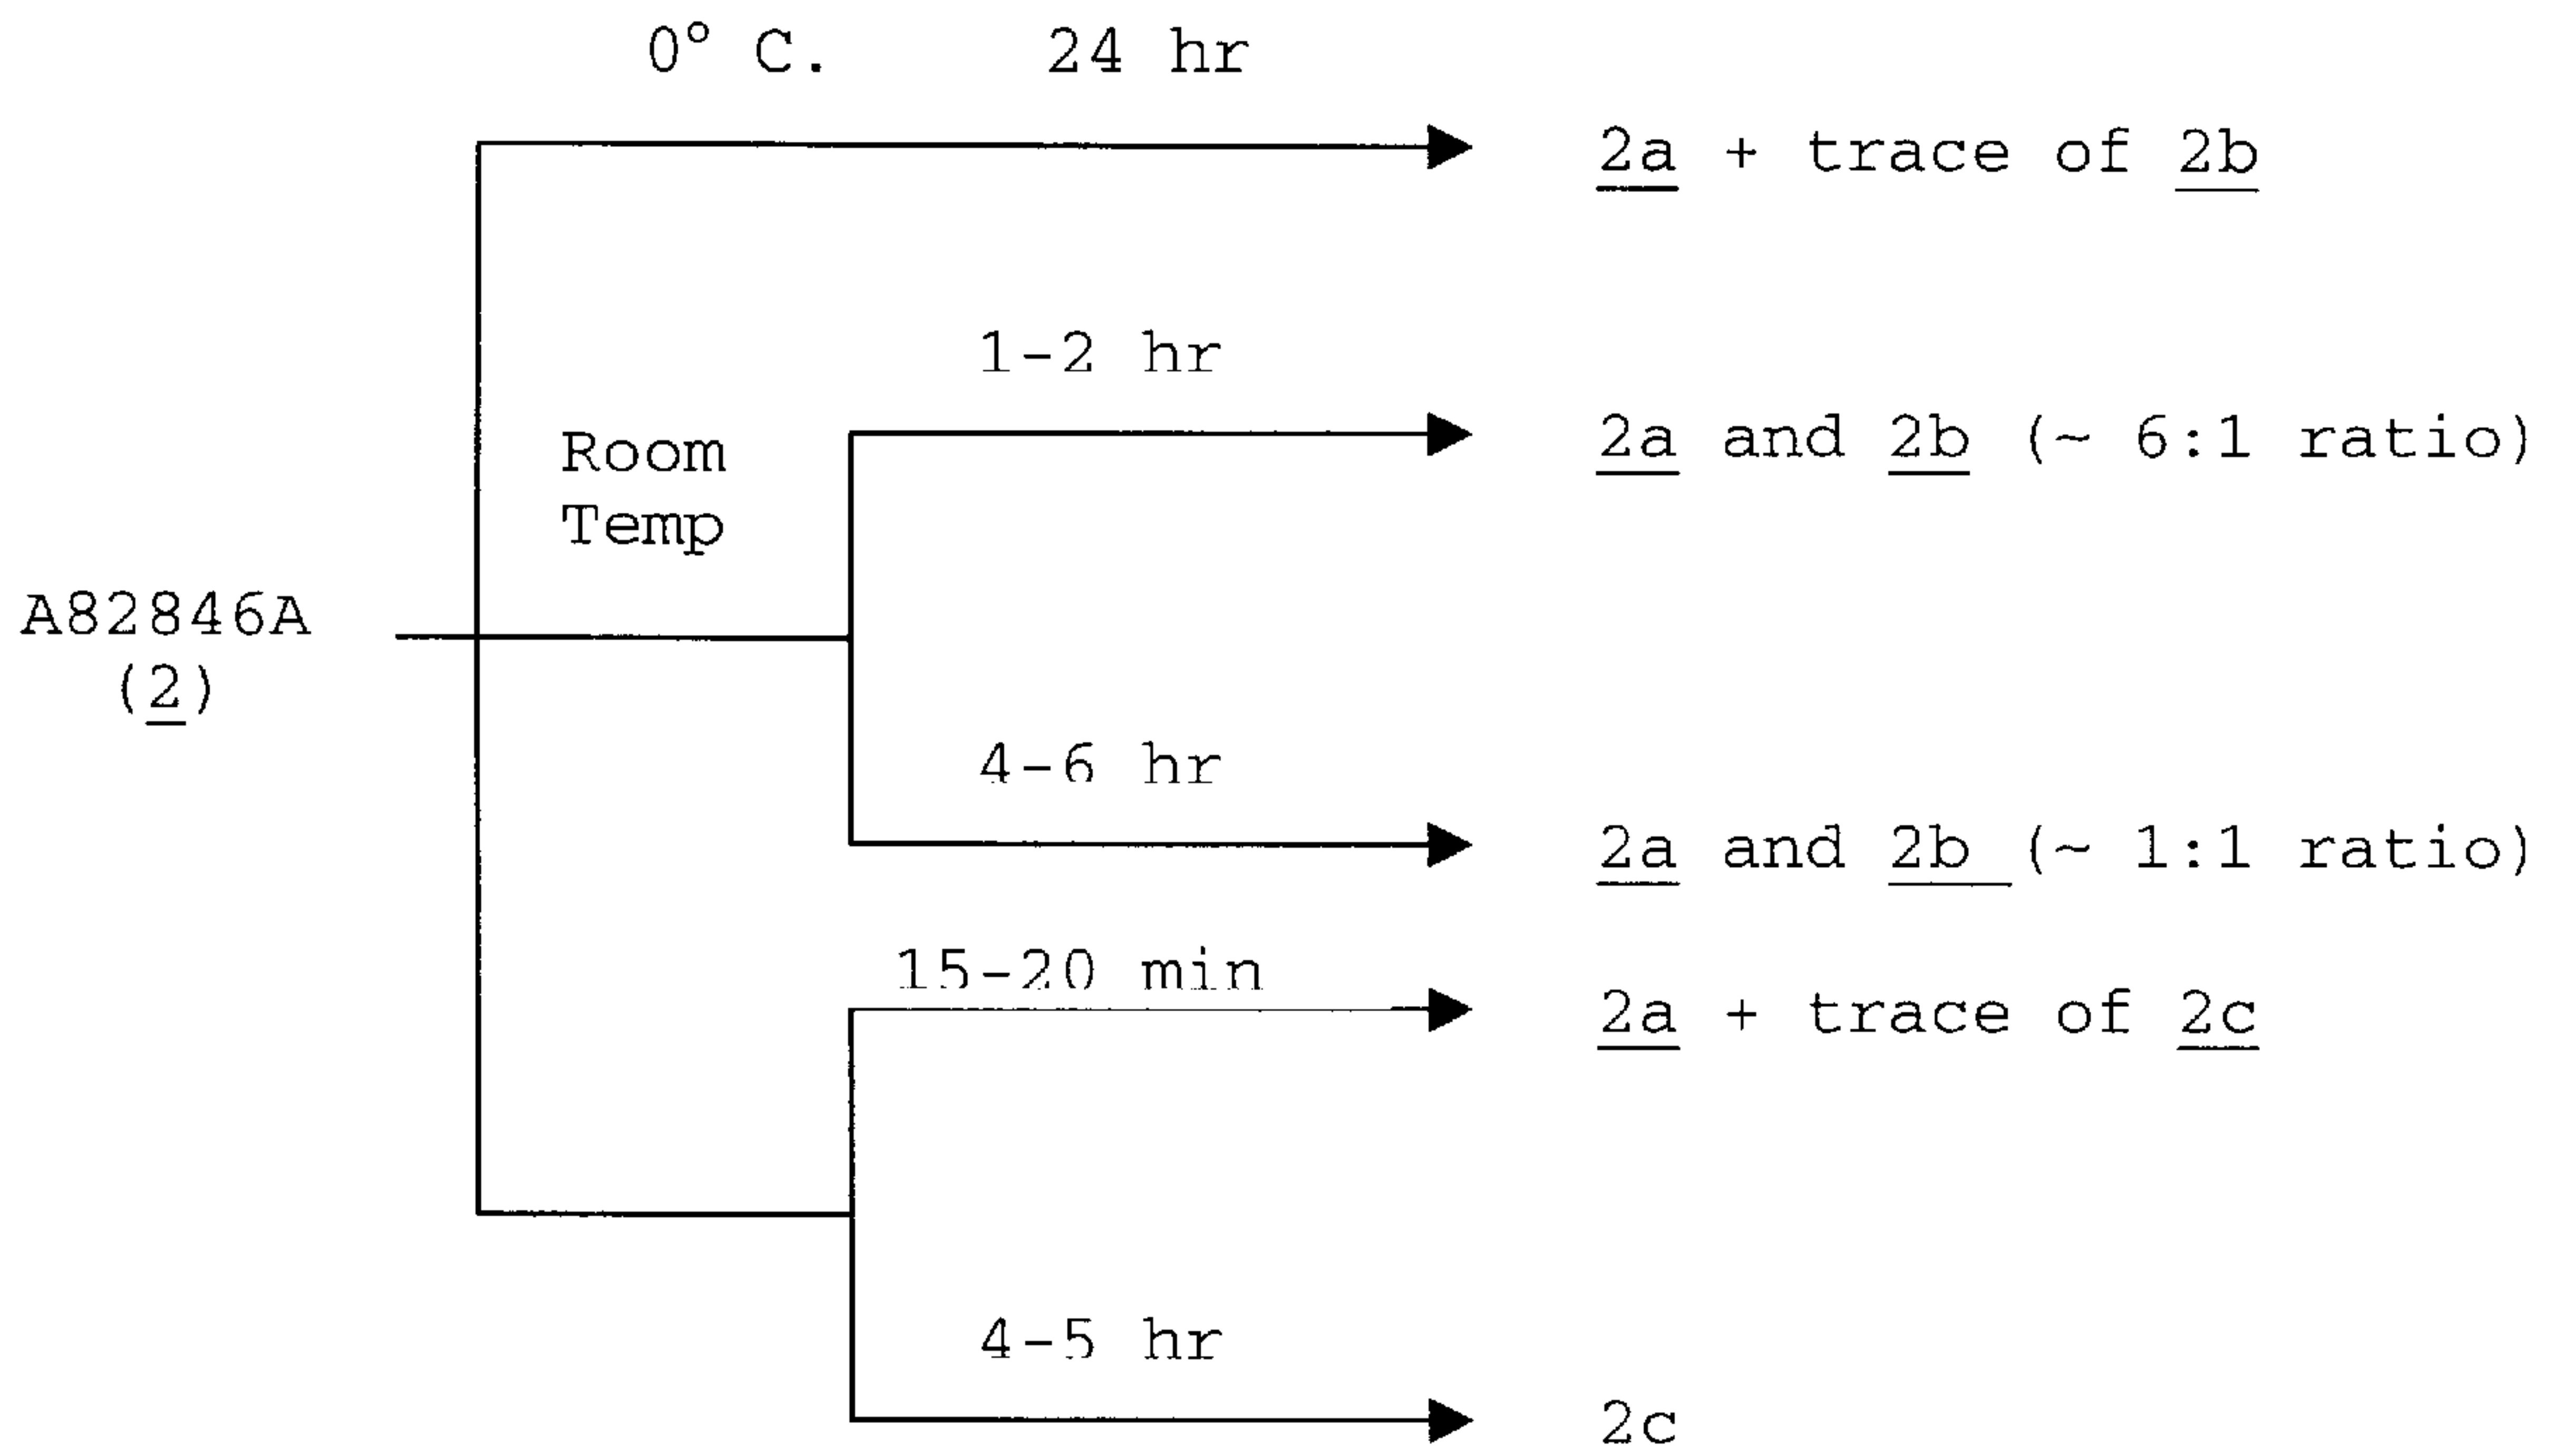 0° C. 24 hr
2a + trace of 2b
1-2 hr
Room
Temp
2a and 2b (~ 6:1 ratio)
A82846A
(2)
4-6 hr
2a and 2b (~ 1:1 ratio)
15-20 min
2a + trace of 2c
4-5 hr
2c